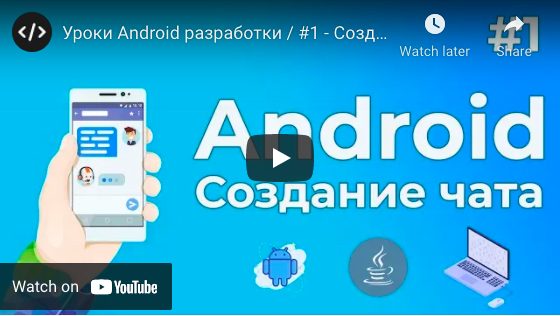 Уроки Android разработки / #1 - Созд...
Watch later
Share
#1
Android
Создание чата
Watch on YouTube